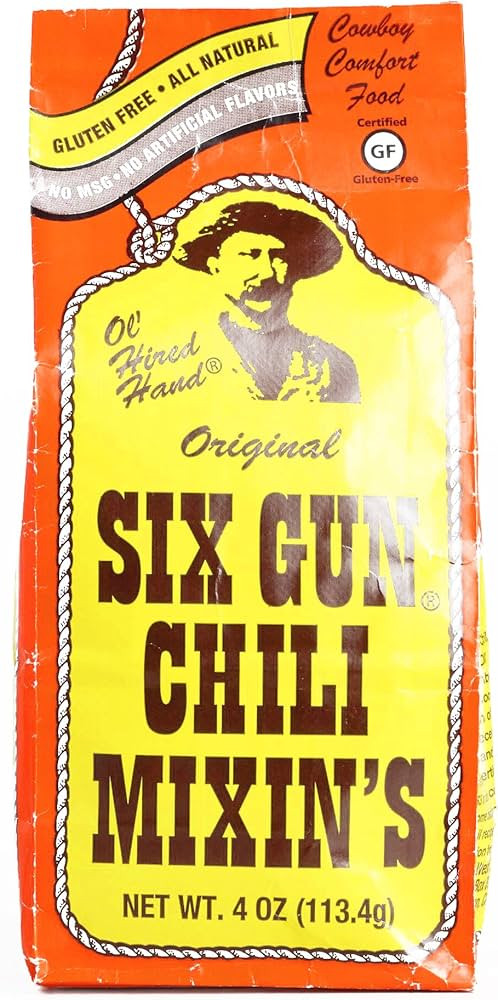 GLUTEN FREE • ALL NATURAL
NO MSG • NO ARTIFICIAL FLAVORS
Cowboy
Comfort
Food
Certified
GF
Gluten-Free
Ol'
Hired
Hand®
Original
SIX GUN®
CHILI
MIXIN'S
NET WT. 4 OZ (113.4g)